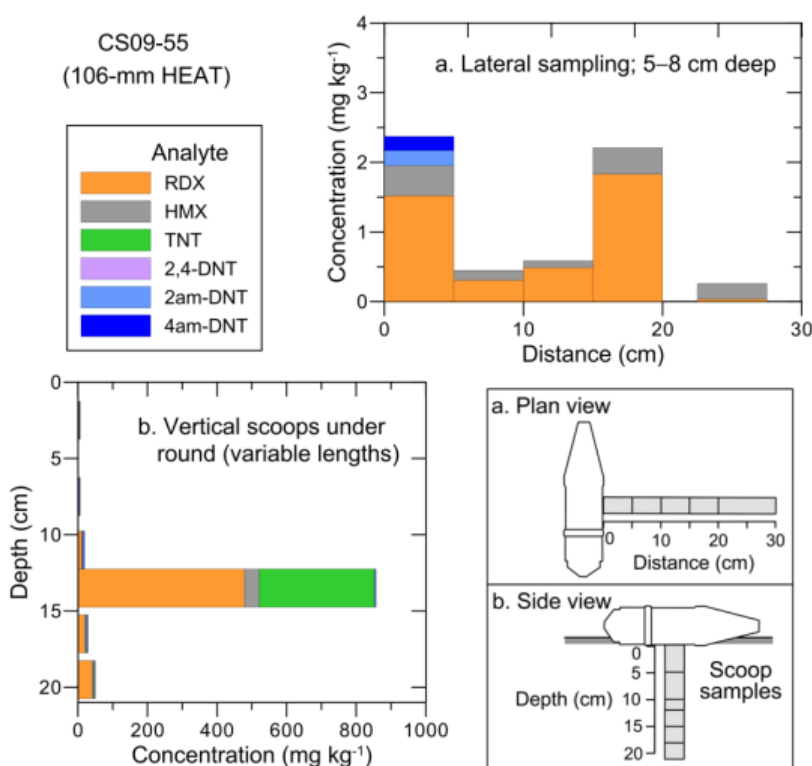 CS09-55
(106-mm HEAT)
Analyte
RDX
HMX
TNT
2,4-DNT
2am-DNT
4am-DNT
a. Lateral sampling; 5–8 cm deep
Concentration (mg kg⁻¹)
4
3
2
1
0
0 10 20 30
Distance (cm)
b. Vertical scoops under
round (variable lengths)
Depth (cm)
0
5
10
15
20
0 200 400 600 800 1000
Concentration (mg kg⁻¹)
a. Plan view
0 10 20 30
Distance (cm)
b. Side view
0
5
10
15
20
Depth (cm)
Scoop
samples